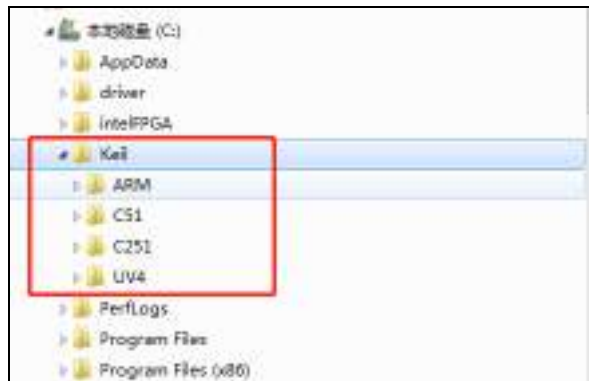 本地磁盘 (C:)
AppData
driver
intelFPGA
Keil
ARM
C51
C251
UV4
PerfLogs
Program Files
Program Files (x86)